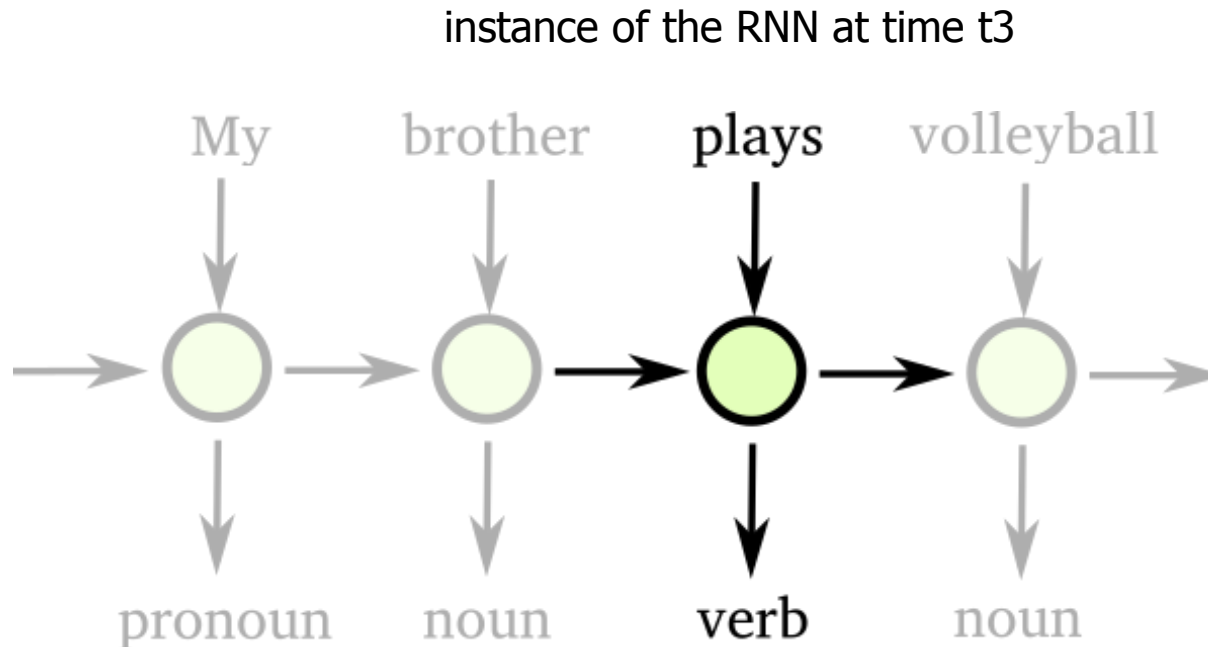 instance of the RNN at time t3
My brother plays volleyball
pronoun noun verb noun